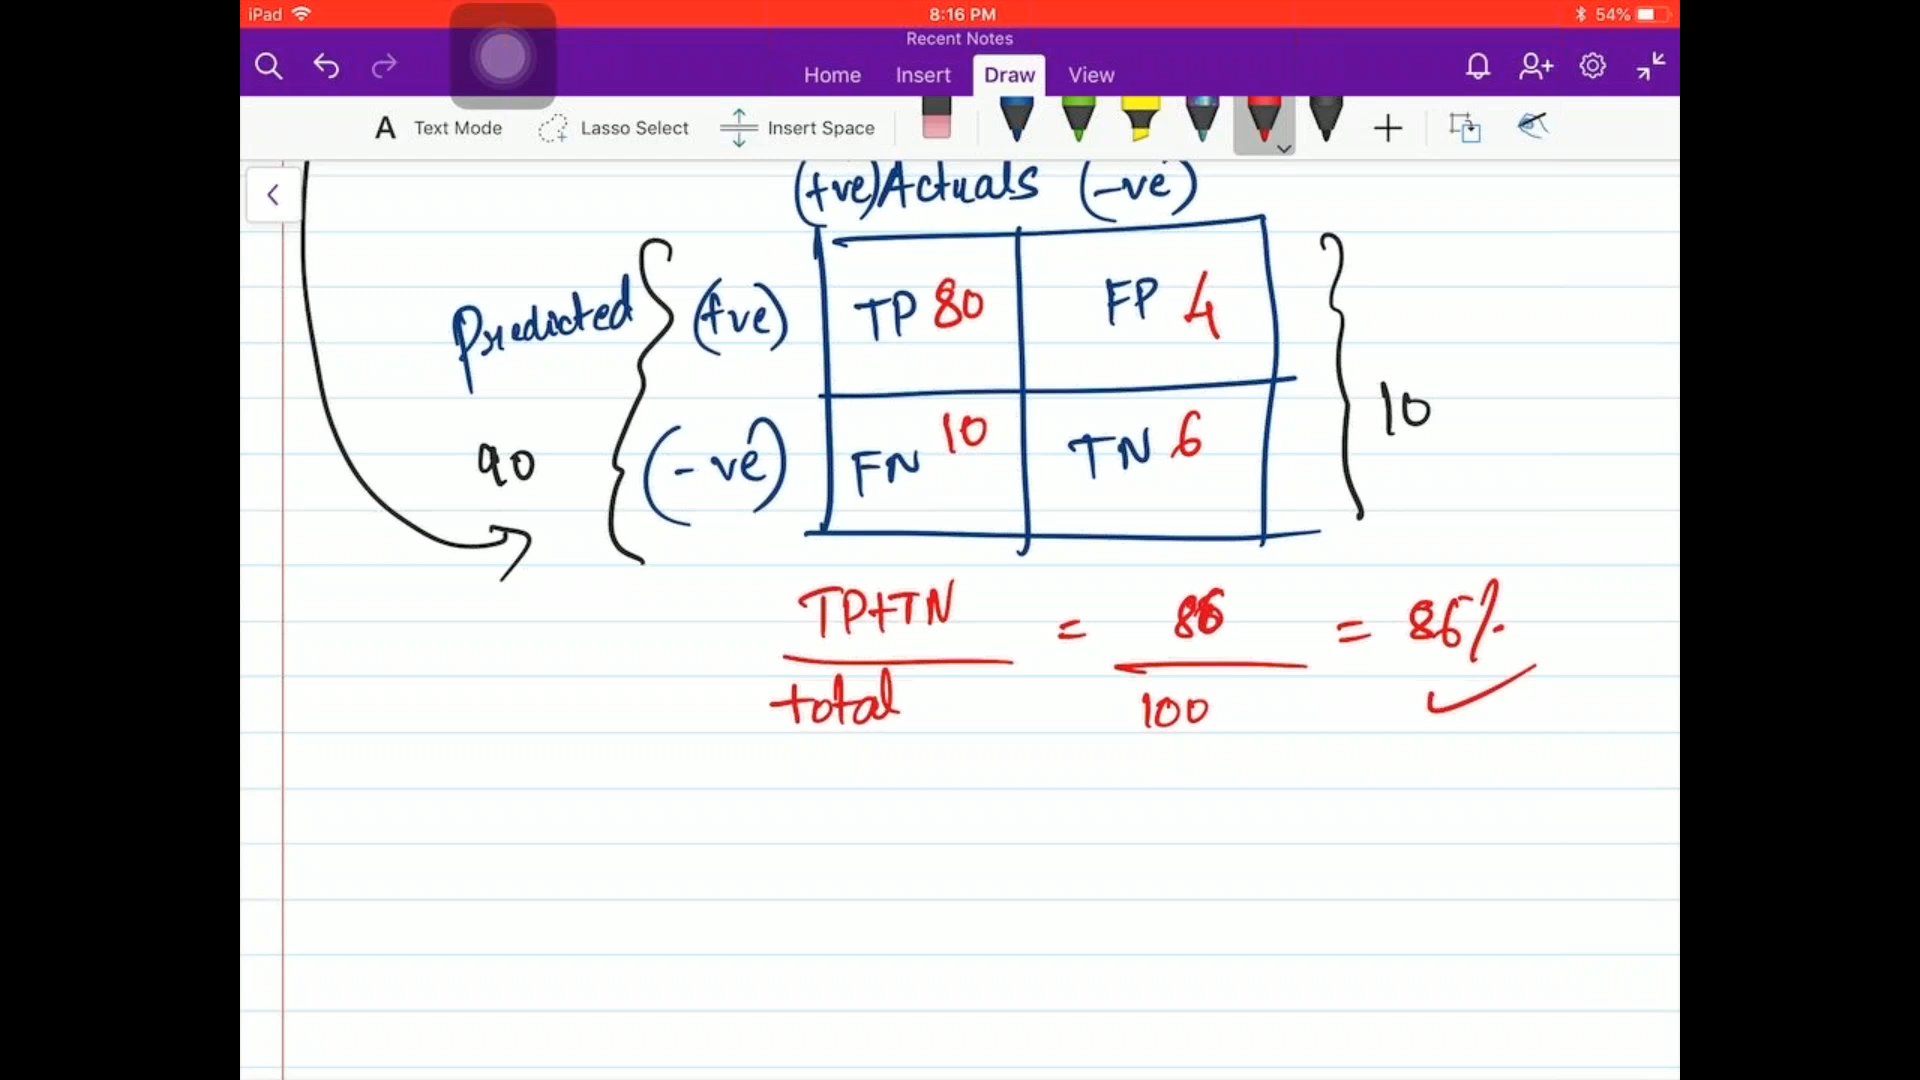 iPad 8:16 PM 54%
Recent Notes
Home Insert Draw View
A Text Mode Lasso Select Insert Space
(+ve) Actuals (-ve)
Predicted (+ve) TP 80 FP 4
10
90 (-ve) FN 10 TN 6
TP+TN = 86 = 86%
total 100